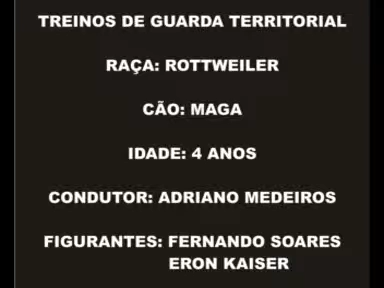 TREINOS DE GUARDA TERRITORIAL
RAÇA: ROTTWEILER
CÃO: MAGA
IDADE: 4 ANOS
CONDUTOR: ADRIANO MEDEIROS
FIGURANTES: FERNANDO SOARES
ERON KAISER